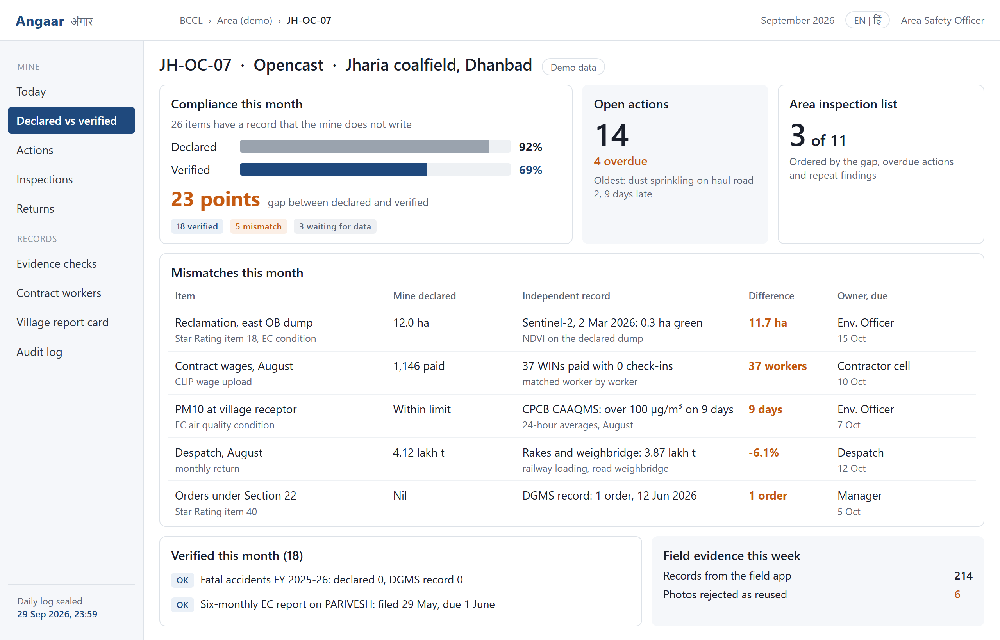 Angaar अंगार
BCCL › Area (demo) › JH-OC-07
September 2026
EN | हिं
Area Safety Officer
MINE
Today
Declared vs verified
Actions
Inspections
Returns
RECORDS
Evidence checks
Contract workers
Village report card
Audit log
Daily log sealed
29 Sep 2026, 23:59
JH-OC-07 · Opencast · Jharia coalfield, Dhanbad
Demo data
Compliance this month
26 items have a record that the mine does not write
Declared 92%
Verified 69%
23 points gap between declared and verified
18 verified 5 mismatch 3 waiting for data
Open actions
14
4 overdue
Oldest: dust sprinkling on haul road
2, 9 days late
Area inspection list
3 of 11
Ordered by the gap, overdue actions
and repeat findings
Mismatches this month
Item Mine declared Independent record Difference Owner, due
Reclamation, east OB dump 12.0 ha Sentinel-2, 2 Mar 2026: 0.3 ha green 11.7 ha Env. Officer
Star Rating item 18, EC condition NDVI on the declared dump 15 Oct
Contract wages, August 1,146 paid 37 WINs paid with 0 check-ins 37 workers Contractor cell
CLIP wage upload matched worker by worker 10 Oct
PM10 at village receptor Within limit CPCB CAAQMS: over 100 µg/m³ on 9 days 9 days Env. Officer
EC air quality condition 24-hour averages, August 7 Oct
Despatch, August 4.12 lakh t Rakes and weighbridge: 3.87 lakh t -6.1% Despatch
monthly return railway loading, road weighbridge 12 Oct
Orders under Section 22 Nil DGMS record: 1 order, 12 Jun 2026 1 order Manager
Star Rating item 40 5 Oct
Verified this month (18)
OK Fatal accidents FY 2025-26: declared 0, DGMS record 0
OK Six-monthly EC report on PARIVESH: filed 29 May, due 1 June
Field evidence this week
Records from the field app 214
Photos rejected as reused 6